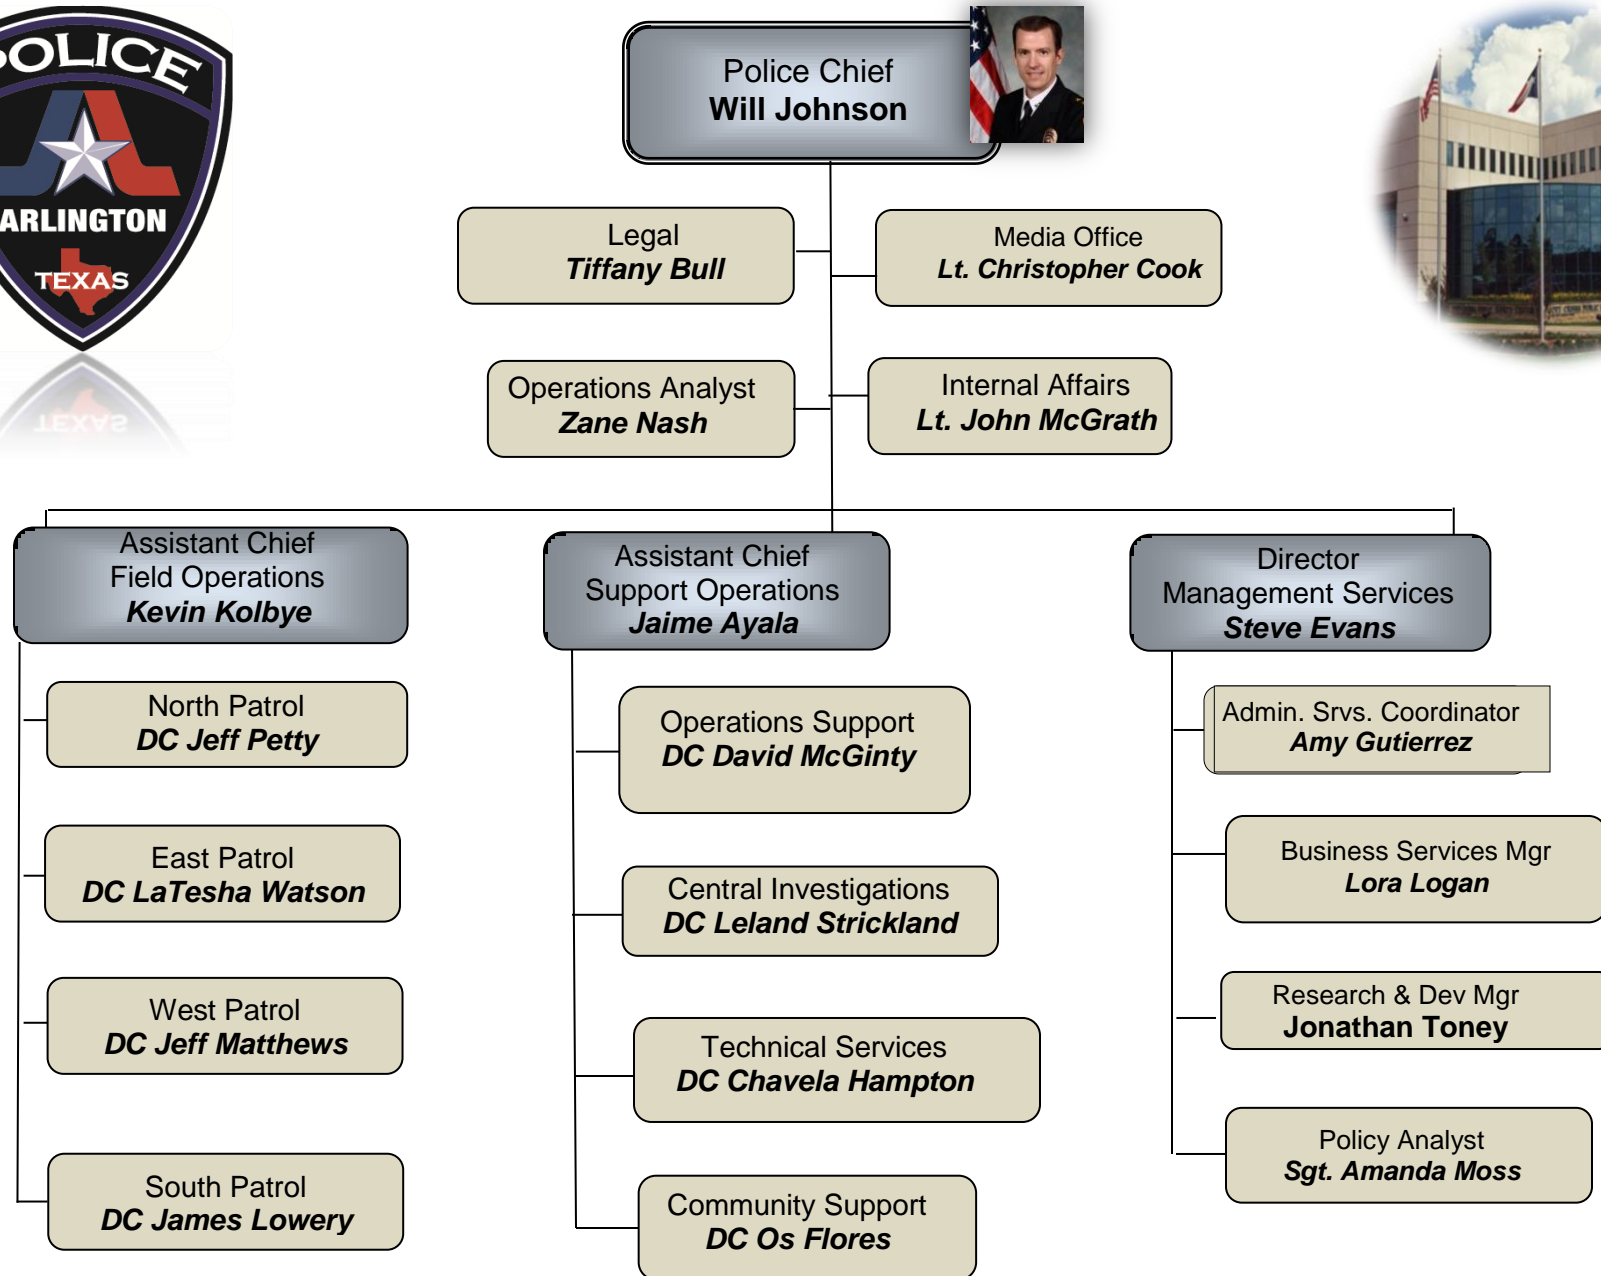 POLICE
ARLINGTON
TEXAS
Police Chief
Will Johnson
Legal
Tiffany Bull
Media Office
Lt. Christopher Cook
Operations Analyst
Zane Nash
Internal Affairs
Lt. John McGrath
Assistant Chief
Field Operations
Kevin Kolbye
Assistant Chief
Support Operations
Jaime Ayala
Director
Management Services
Steve Evans
North Patrol
DC Jeff Petty
East Patrol
DC LaTesha Watson
West Patrol
DC Jeff Matthews
South Patrol
DC James Lowery
Operations Support
DC David McGinty
Central Investigations
DC Leland Strickland
Technical Services
DC Chavela Hampton
Community Support
DC Os Flores
Admin. Srvs. Coordinator
Amy Gutierrez
Business Services Mgr
Lora Logan
Research & Dev Mgr
Jonathan Toney
Policy Analyst
Sgt. Amanda Moss